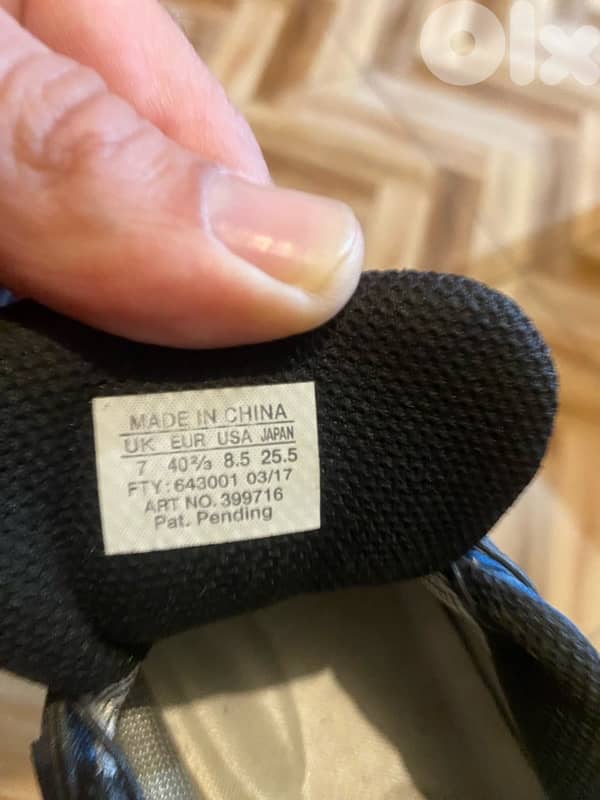 olx
MADE IN CHINA
UK EUR USA JAPAN
7 40⅔ 8.5 25.5
FTY:643001 03/17
ART NO. 399716
Pat. Pending